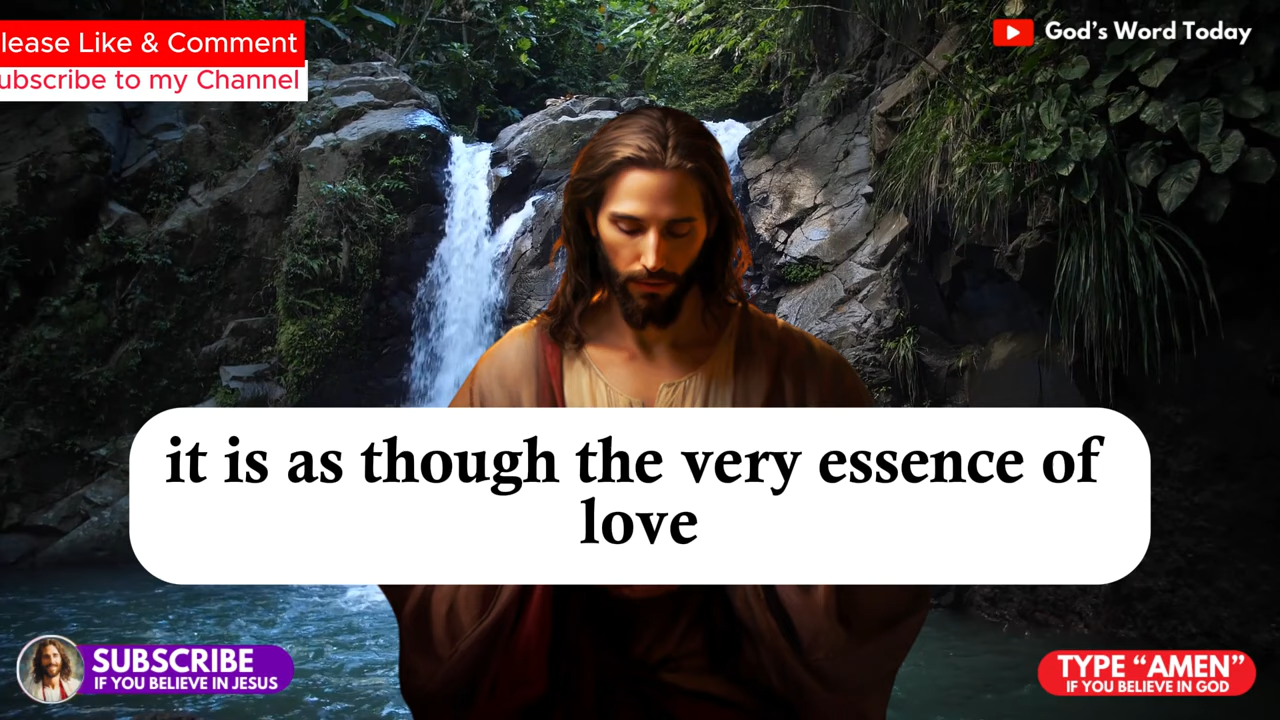 lease Like & Comment
ubscribe to my Channel
God's Word Today
it is as though the very essence of
love
SUBSCRIBE
IF YOU BELIEVE IN JESUS
TYPE “AMEN”
IF YOU BELIEVE IN GOD